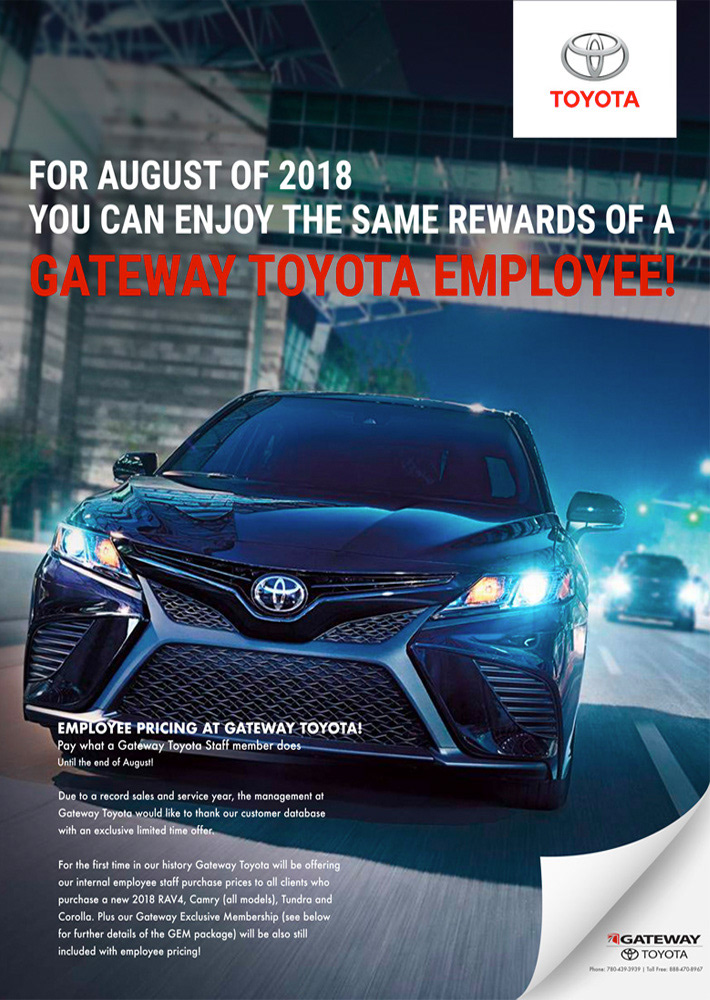 TOYOTA
FOR AUGUST OF 2018
YOU CAN ENJOY THE SAME REWARDS OF A
GATEWAY TOYOTA EMPLOYEE!
EMPLOYEE PRICING AT GATEWAY TOYOTA!
Pay what a Gateway Toyota Staff member does
Until the end of August!
Due to a record sales and service year, the management at
Gateway Toyota would like to thank our customer database
with an exclusive limited time offer.
For the first time in our history Gateway Toyota will be offering
our internal employee staff purchase prices to all clients who
purchase a new 2018 RAV4, Camry (all models), Tundra and
Corolla. Plus our Gateway Exclusive Membership (see below
for further details of the GEM package) will be also still
included with employee pricing!
GATEWAY
TOYOTA
Phone: 780-439-3939 | Toll Free: 888-470-8967